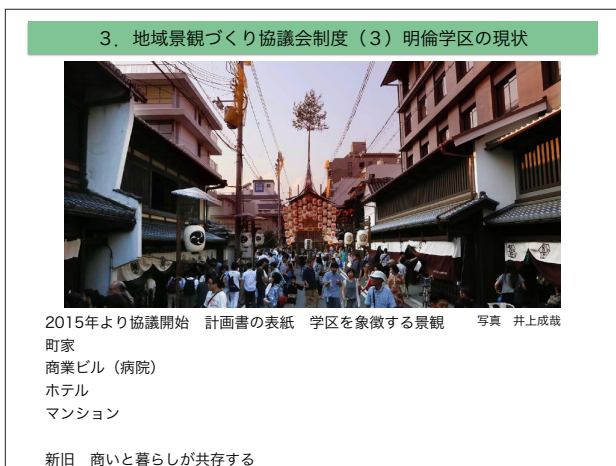 3．地域景観づくり協議会制度（3）明倫学区の現状
2015年より協議開始　計画書の表紙　学区を象徴する景観
写真　井上成哉
町家
商業ビル（病院）
ホテル
マンション
新旧　商いと暮らしが共存する